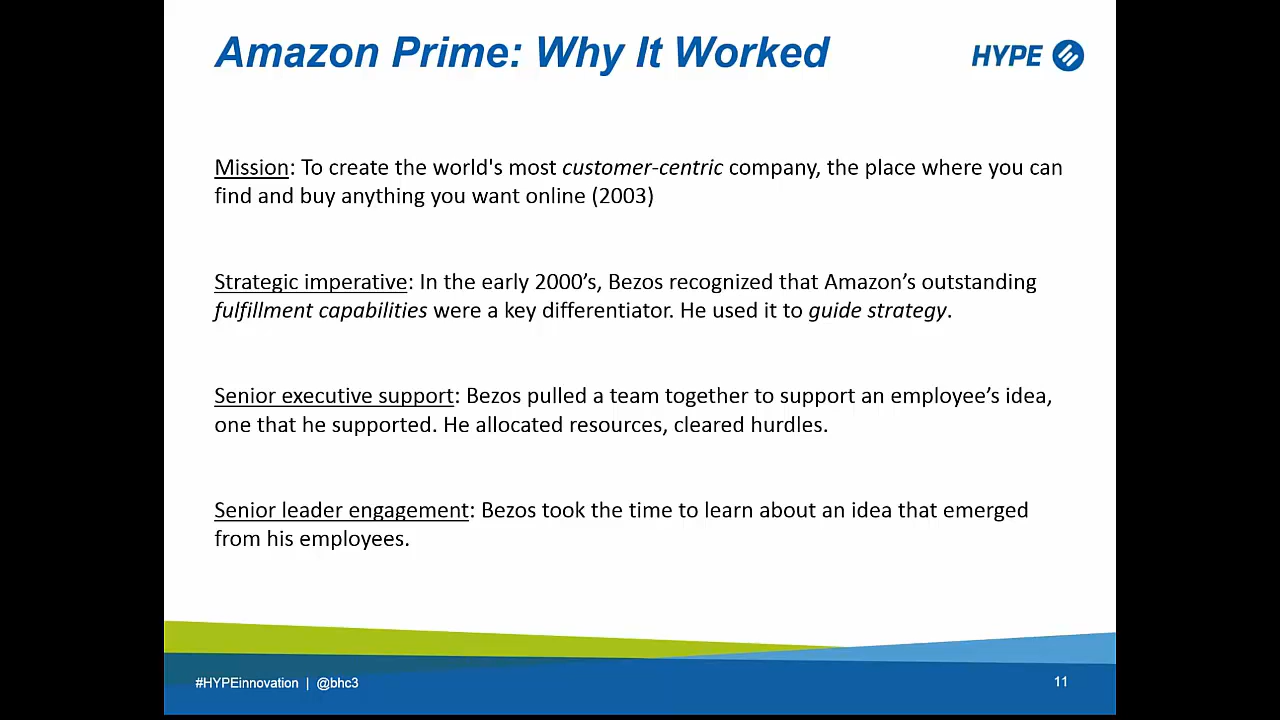 Amazon Prime: Why It Worked
HYPE
Mission: To create the world's most customer-centric company, the place where you can
find and buy anything you want online (2003)
Strategic imperative: In the early 2000’s, Bezos recognized that Amazon’s outstanding
fulfillment capabilities were a key differentiator. He used it to guide strategy.
Senior executive support: Bezos pulled a team together to support an employee’s idea,
one that he supported. He allocated resources, cleared hurdles.
Senior leader engagement: Bezos took the time to learn about an idea that emerged
from his employees.
#HYPEinnovation | @bhc3
11